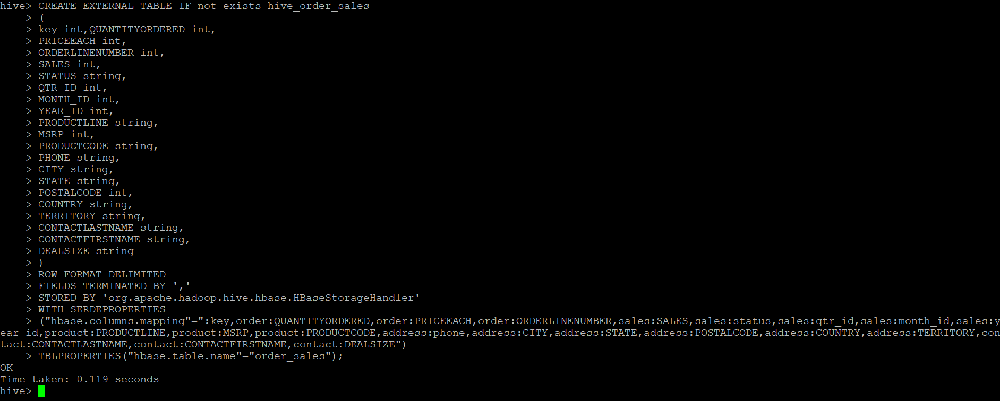 hive> CREATE EXTERNAL TABLE IF not exists hive_order_sales
    > (
    > key int,QUANTITYORDERED int,
    > PRICEEACH int,
    > ORDERLINENUMBER int,
    > SALES int,
    > STATUS string,
    > QTR_ID int,
    > MONTH_ID int,
    > YEAR_ID int,
    > PRODUCTLINE string,
    > MSRP int,
    > PRODUCTCODE string,
    > PHONE string,
    > CITY string,
    > STATE string,
    > POSTALCODE int,
    > COUNTRY string,
    > TERRITORY string,
    > CONTACTLASTNAME string,
    > CONTACTFIRSTNAME string,
    > DEALSIZE string
    > )
    > ROW FORMAT DELIMITED
    > FIELDS TERMINATED BY ','
    > STORED BY 'org.apache.hadoop.hive.hbase.HBaseStorageHandler'
    > WITH SERDEPROPERTIES
    > ("hbase.columns.mapping"=":key,order:QUANTITYORDERED,order:PRICEEACH,order:ORDERLINENUMBER,sales:SALES,sales:status,sales:qtr_id,sales:month_id,sales:y
ear_id,product:PRODUCTLINE,product:MSRP,product:PRODUCTCODE,address:phone,address:CITY,address:STATE,address:POSTALCODE,address:COUNTRY,address:TERRITORY,con
tact:CONTACTLASTNAME,contact:CONTACTFIRSTNAME,contact:DEALSIZE")
    > TBLPROPERTIES("hbase.table.name"="order_sales");
OK
Time taken: 0.119 seconds
hive>